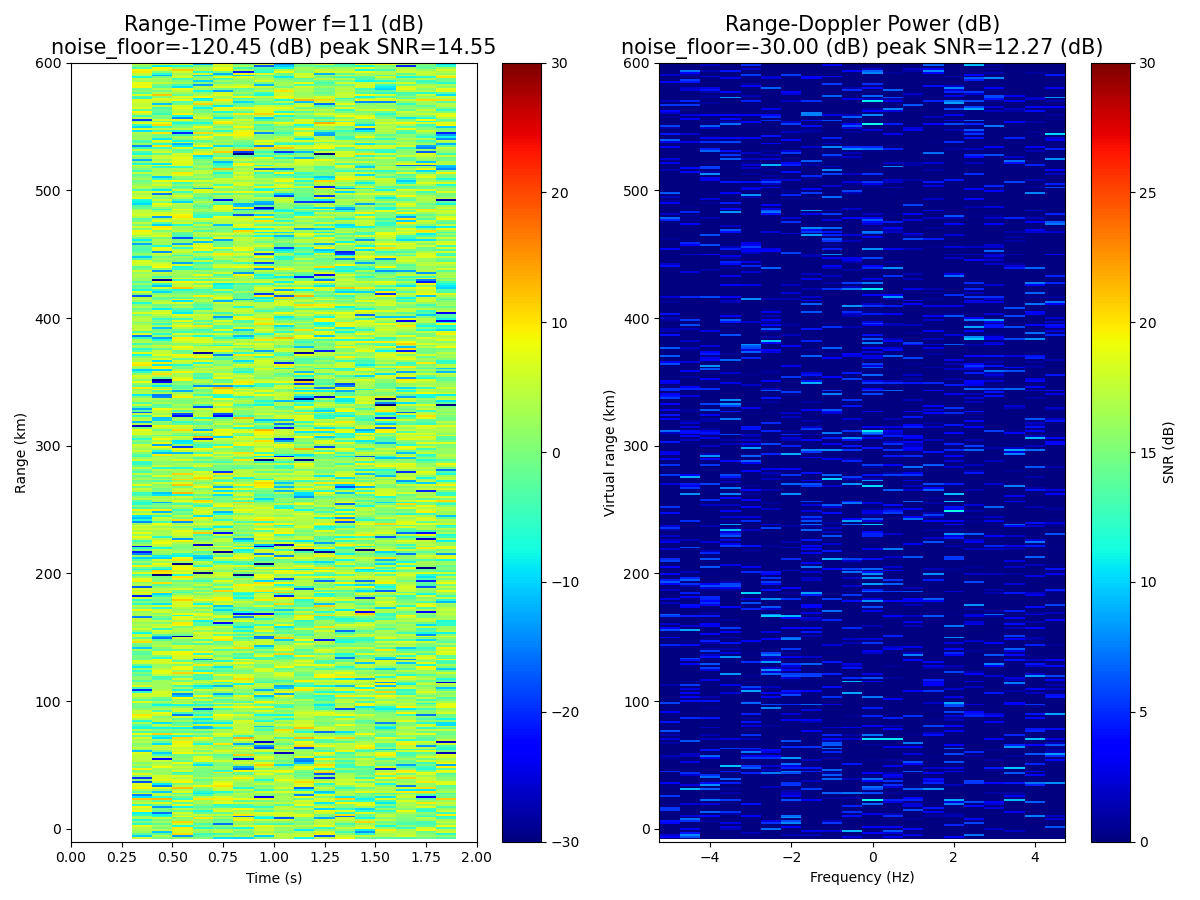 Range-Time Power f=11 (dB)
noise_floor=-120.45 (dB) peak SNR=14.55
Range-Doppler Power (dB)
noise_floor=-30.00 (dB) peak SNR=12.27 (dB)
600
500
400
300
200
100
0
Range (km)
0.00 0.25 0.50 0.75 1.00 1.25 1.50 1.75 2.00
Time (s)
30
20
10
0
−10
−20
−30
600
500
400
300
200
100
0
Virtual range (km)
−4 −2 0 2 4
Frequency (Hz)
30
25
20
15
10
5
0
SNR (dB)